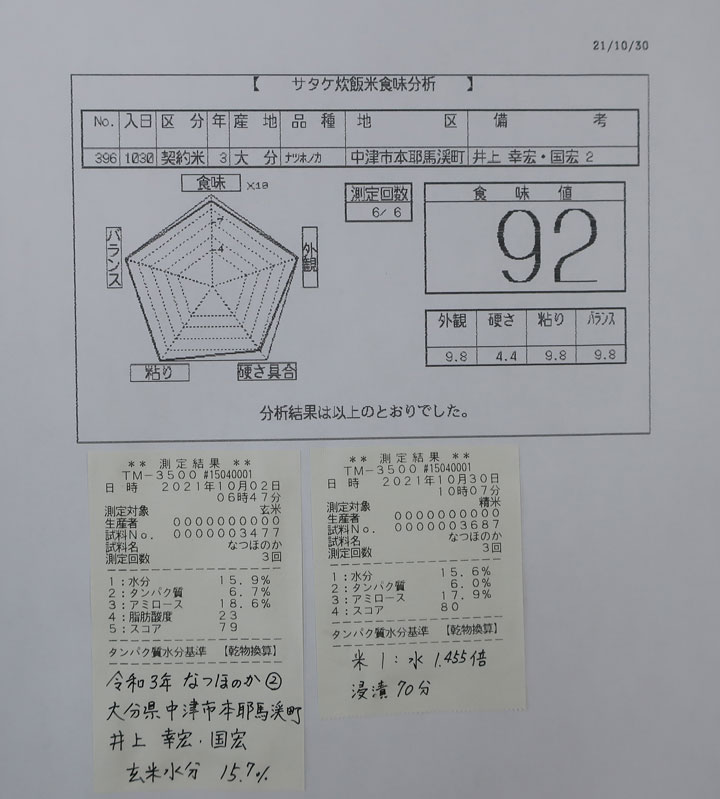 21/10/30
【 サタケ炊飯米食味分析 】
No. 入日 区分 年 産地 品種 地区 備考
396 1030 契約米 3 大分 ナツホノカ 中津市本耶馬渓町 井上 幸宏・国宏 2
食味 ×10
バランス
外観
粘り
硬さ具合
7
4
測定回数
6/ 6
食味値
92
外観 硬さ 粘り バランス
9.8 4.4 9.8 9.8
分析結果は以上のとおりでした。
** 測定結果 **
TM-3500 #15040001
日 時 2021年10月02日
06時47分
測定対象 玄米
生産者 0000000000
試料No. 0000003477
試料名 なつほのか
測定回数 3回
1:水分 15.9%
2:タンパク質 6.7%
3:アミロース 18.6%
4:脂肪酸度 23
5:スコア 79
タンパク質水分基準 【乾物換算】
令和3年 なつほのか②
大分県中津市本耶馬渓町
井上 幸宏・国宏
玄米水分 15.7%
** 測定結果 **
TM-3500 #15040001
日 時 2021年10月30日
10時07分
測定対象 精米
生産者 0000000000
試料No. 0000003687
試料名 なつほのか
測定回数 3回
1:水分 15.6%
2:タンパク質 6.0%
3:アミロース 17.9%
4:スコア 80
タンパク質水分基準 【乾物換算】
米1:水1.455倍
浸漬70分